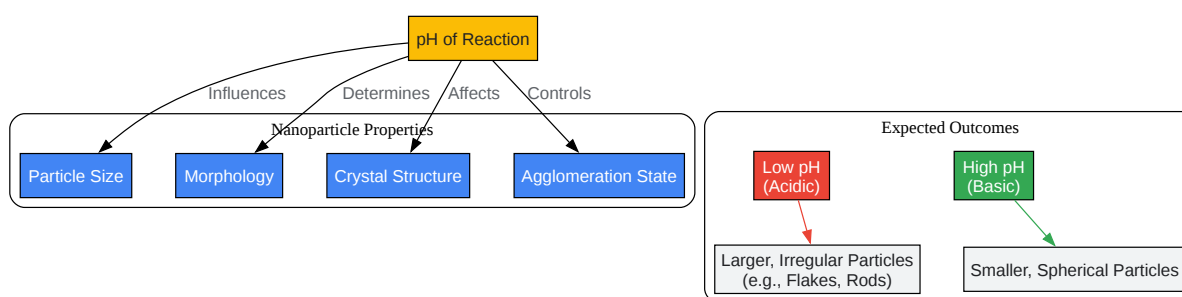 pH of Reaction
Influences
Determines
Affects
Controls
Nanoparticle Properties
Particle Size
Morphology
Crystal Structure
Agglomeration State
Expected Outcomes
Low pH
(Acidic)
High pH
(Basic)
Larger, Irregular Particles
(e.g., Flakes, Rods)
Smaller, Spherical Particles